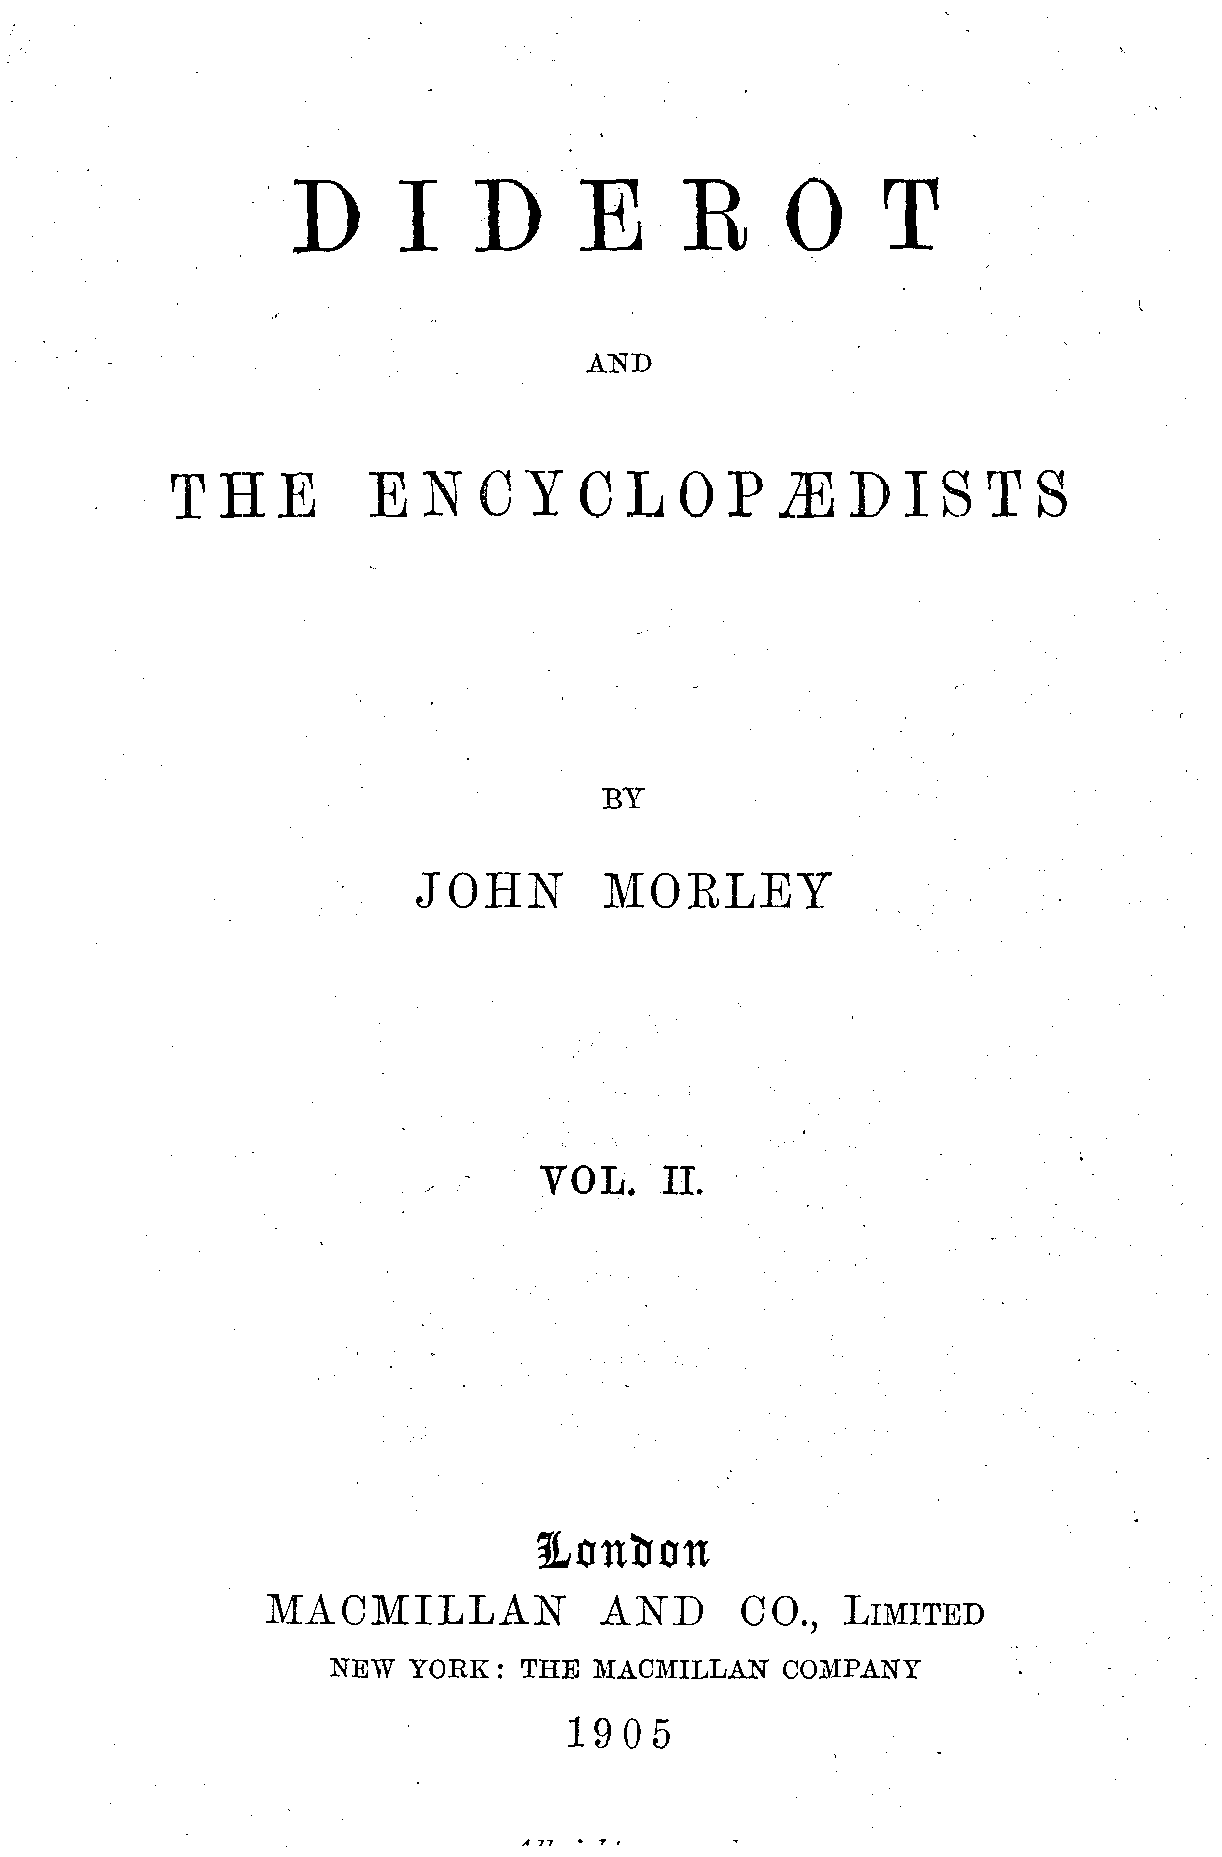 DIDEROT
AND
THE ENCYCLOPÆDISTS
BY
JOHN MORLEY
VOL. II.
London
MACMILLAN AND CO., LIMITED
NEW YORK: THE MACMILLAN COMPANY
1905